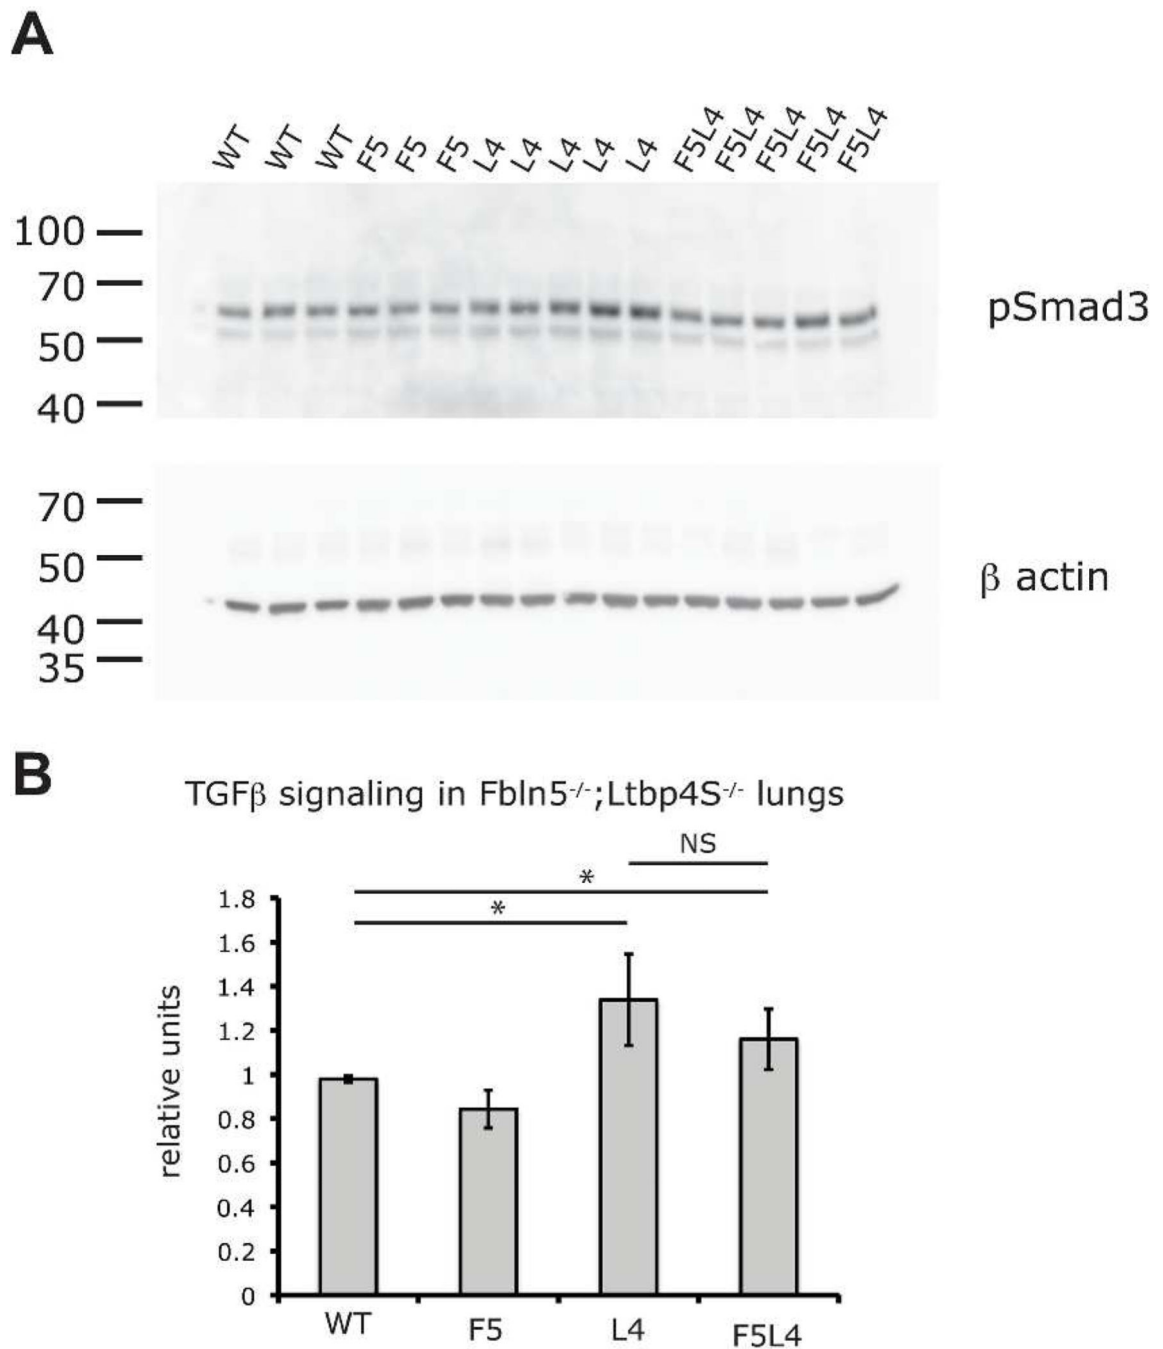 A
WT WT WT F5 F5 F5 L4 L4 L4 L4 L4 F5L4 F5L4 F5L4 F5L4 F5L4
100
70
pSmad3
50
40
70
50
β actin
40
35
B
TGFβ signaling in Fbln5-/-;Ltbp4S-/- lungs
NS
*
*
1.8
1.6
1.4
1.2
1
0.8
0.6
0.4
0.2
0
relative units
WT F5 L4 F5L4